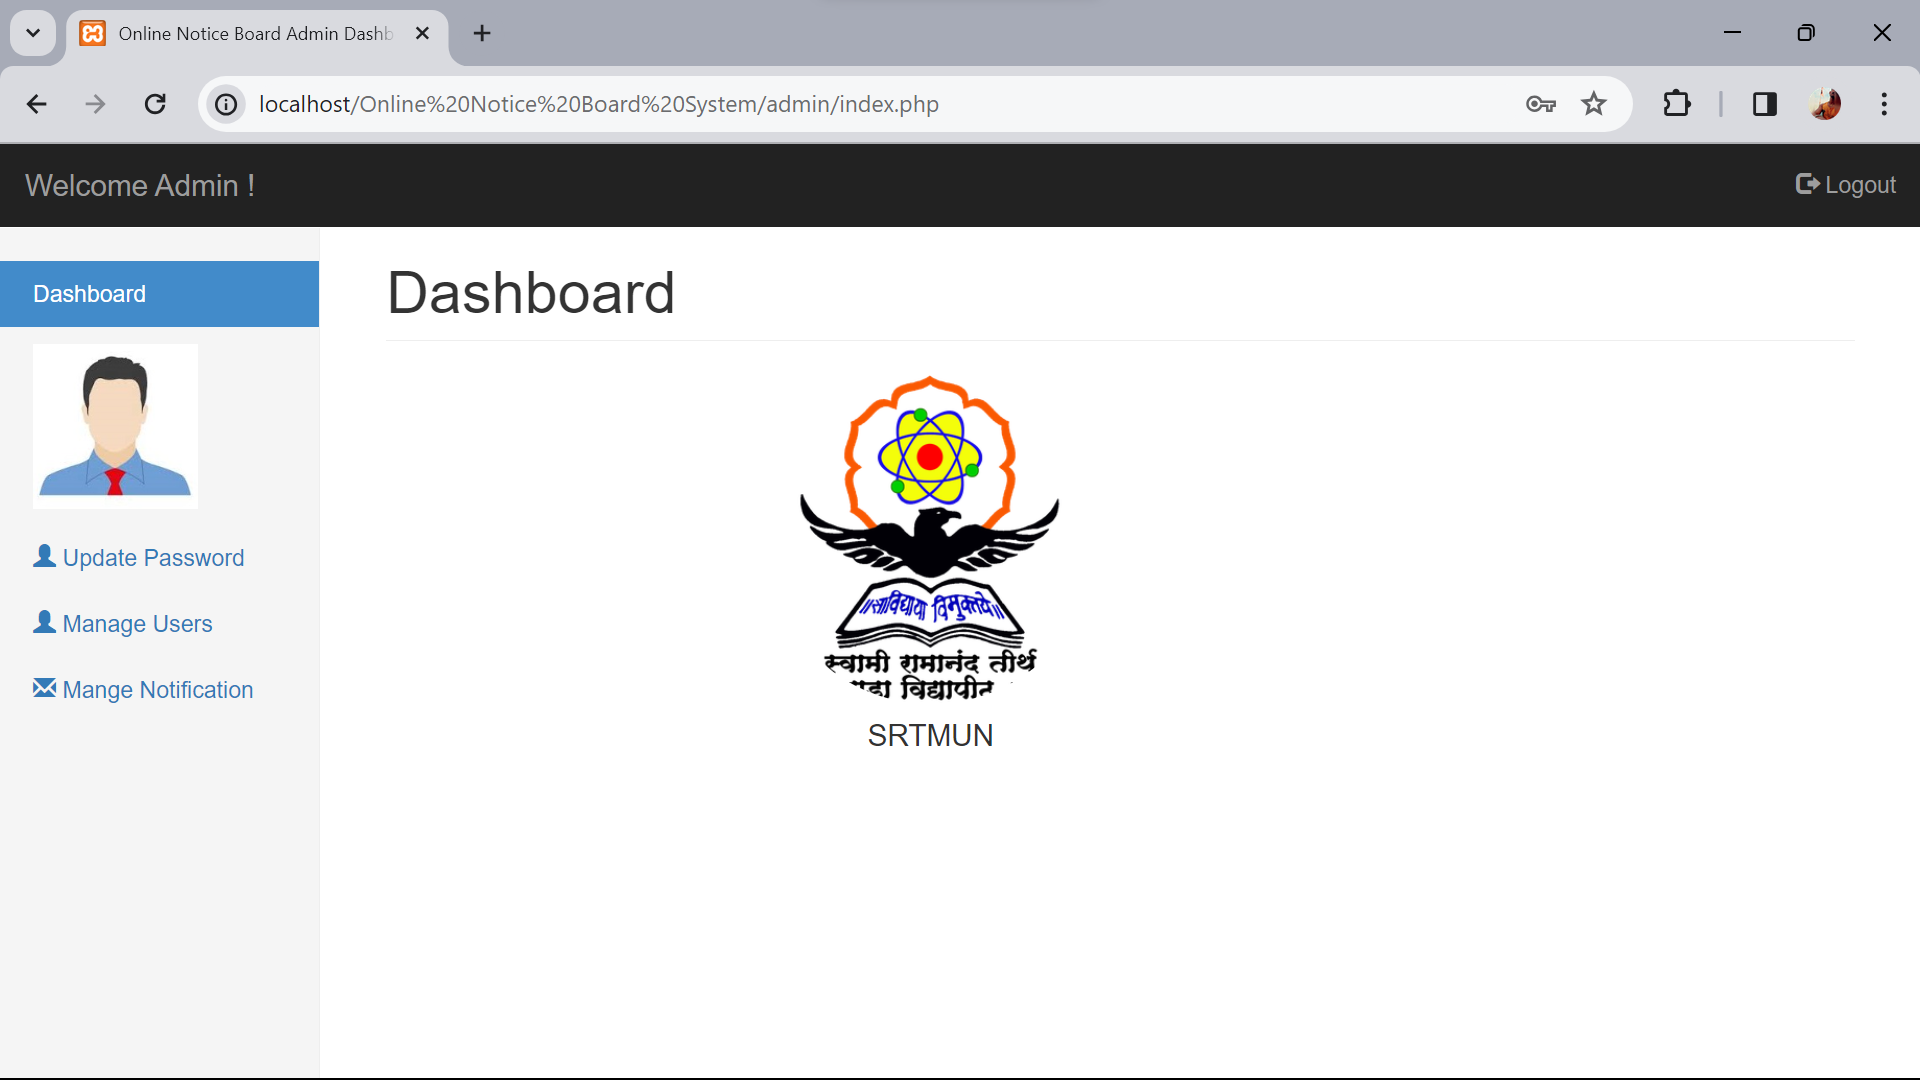 Online Notice Board Admin Dashb
localhost/Online%20Notice%20Board%20System/admin/index.php
Welcome Admin !
Logout
Dashboard
Dashboard
Update Password
Manage Users
Mange Notification
॥सा विद्याया विमुक्तये॥
स्वामी रामानंद तीर्थ
विद्यापीठ
SRTMUN